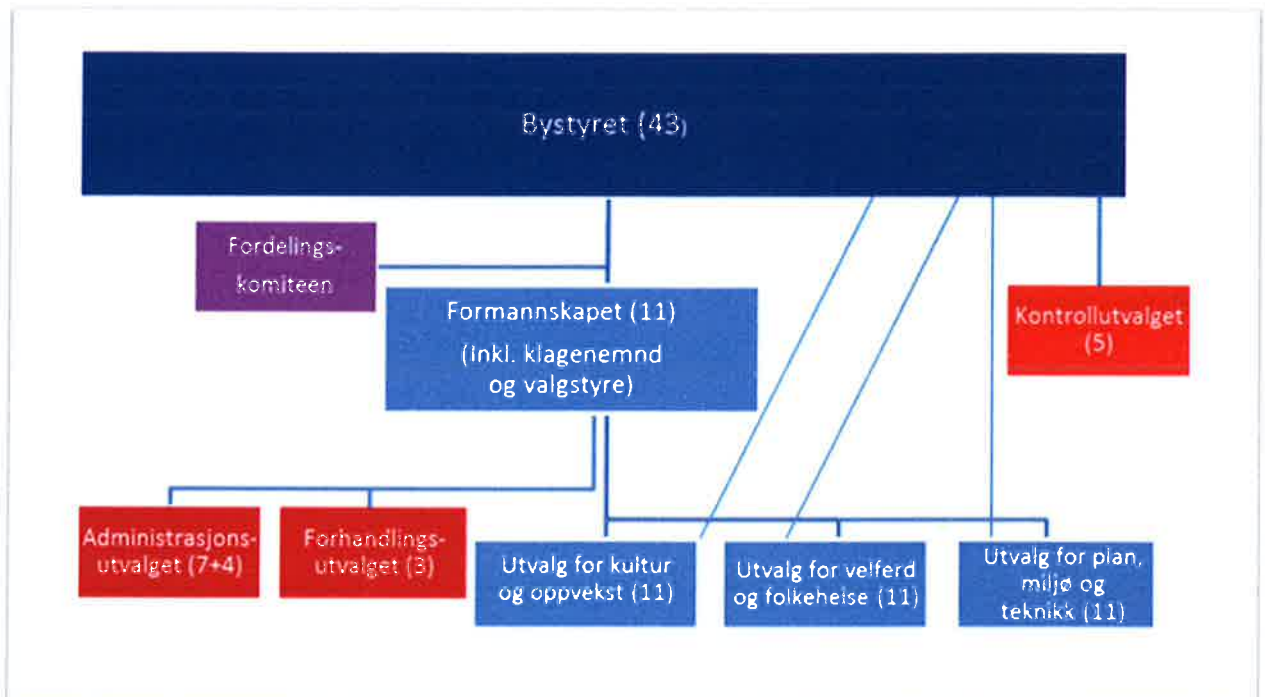 Bystyret (43)
Fordelings-
komiteen
Formannskapet (11)
(Inkl. klagenemnd
og valgstyre)
Kontrollutvalget
(5)
Administrasjons-
utvalget (7+4)
Forhandlings-
utvalget (3)
Utvalg for kultur
og oppvekst (11)
Utvalg for velferd
og folkehelse (11)
Utvalg for plan,
miljø og
teknikk (11)